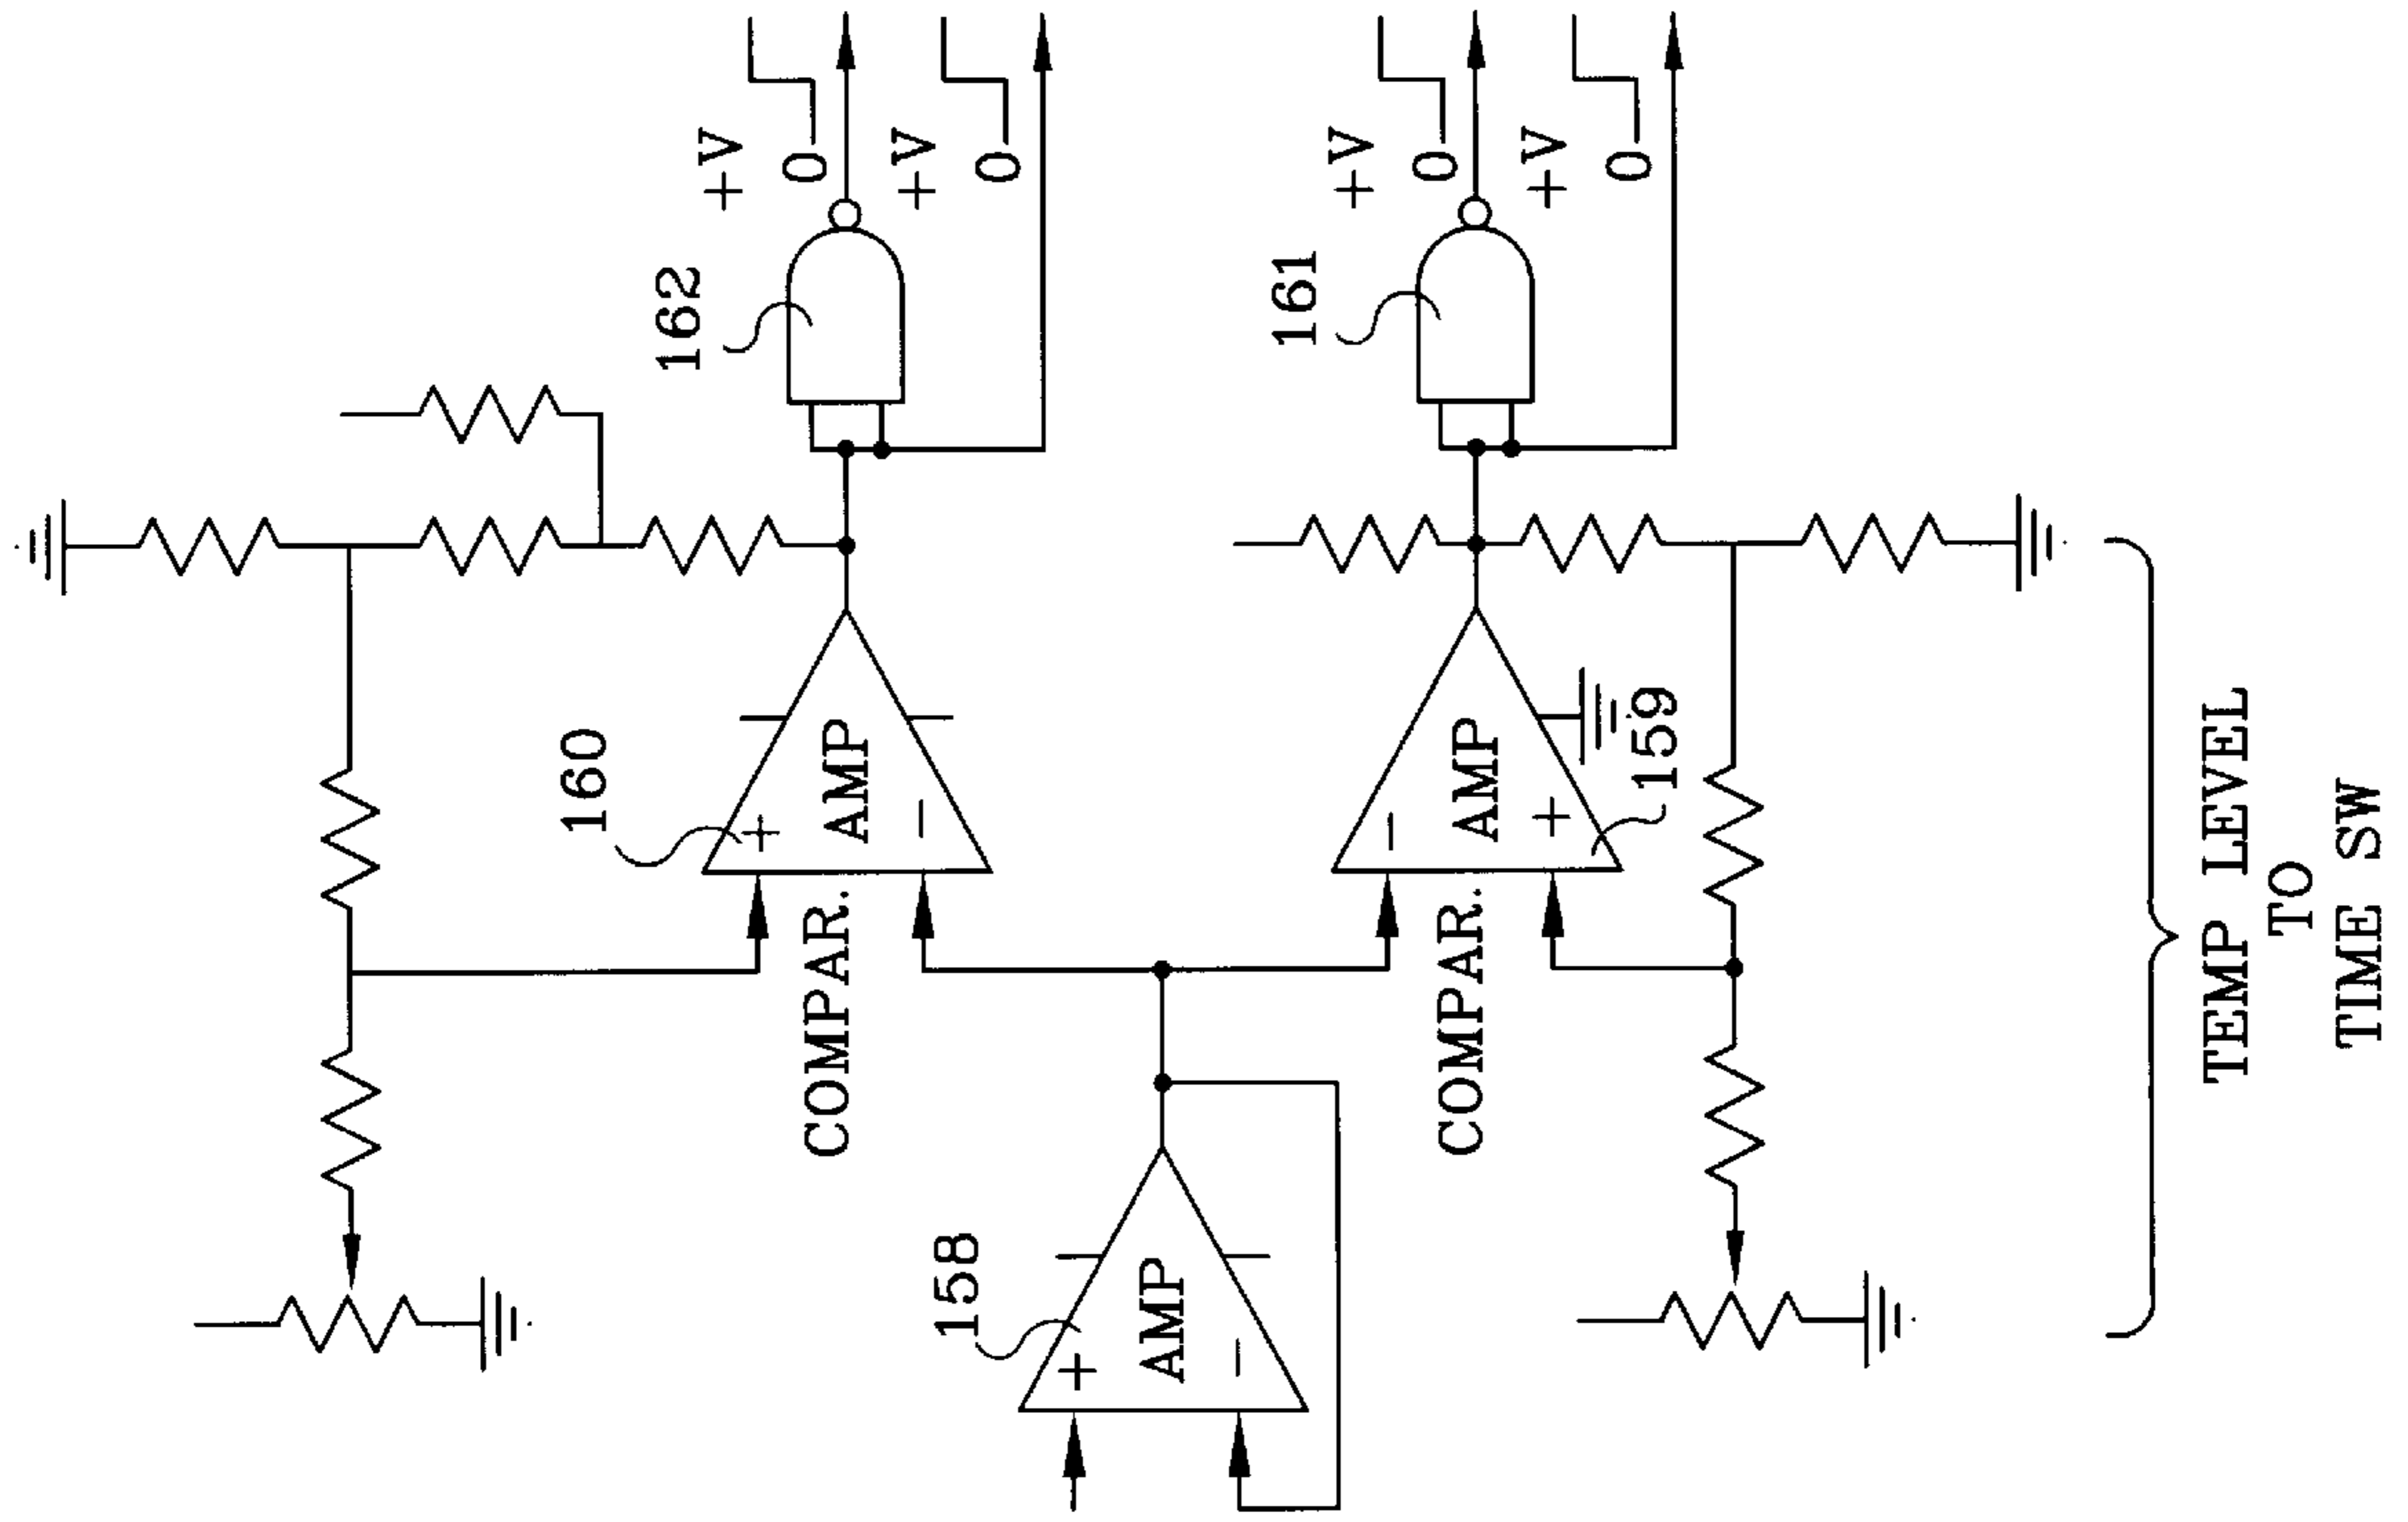 +V
0
+V
0
162
160
+
AMP
−
COMPAR.
+V
0
+V
0
161
−
AMP
+
159
COMPAR.
158
+
AMP
−
TEMP LEVEL
TO
TIME SW